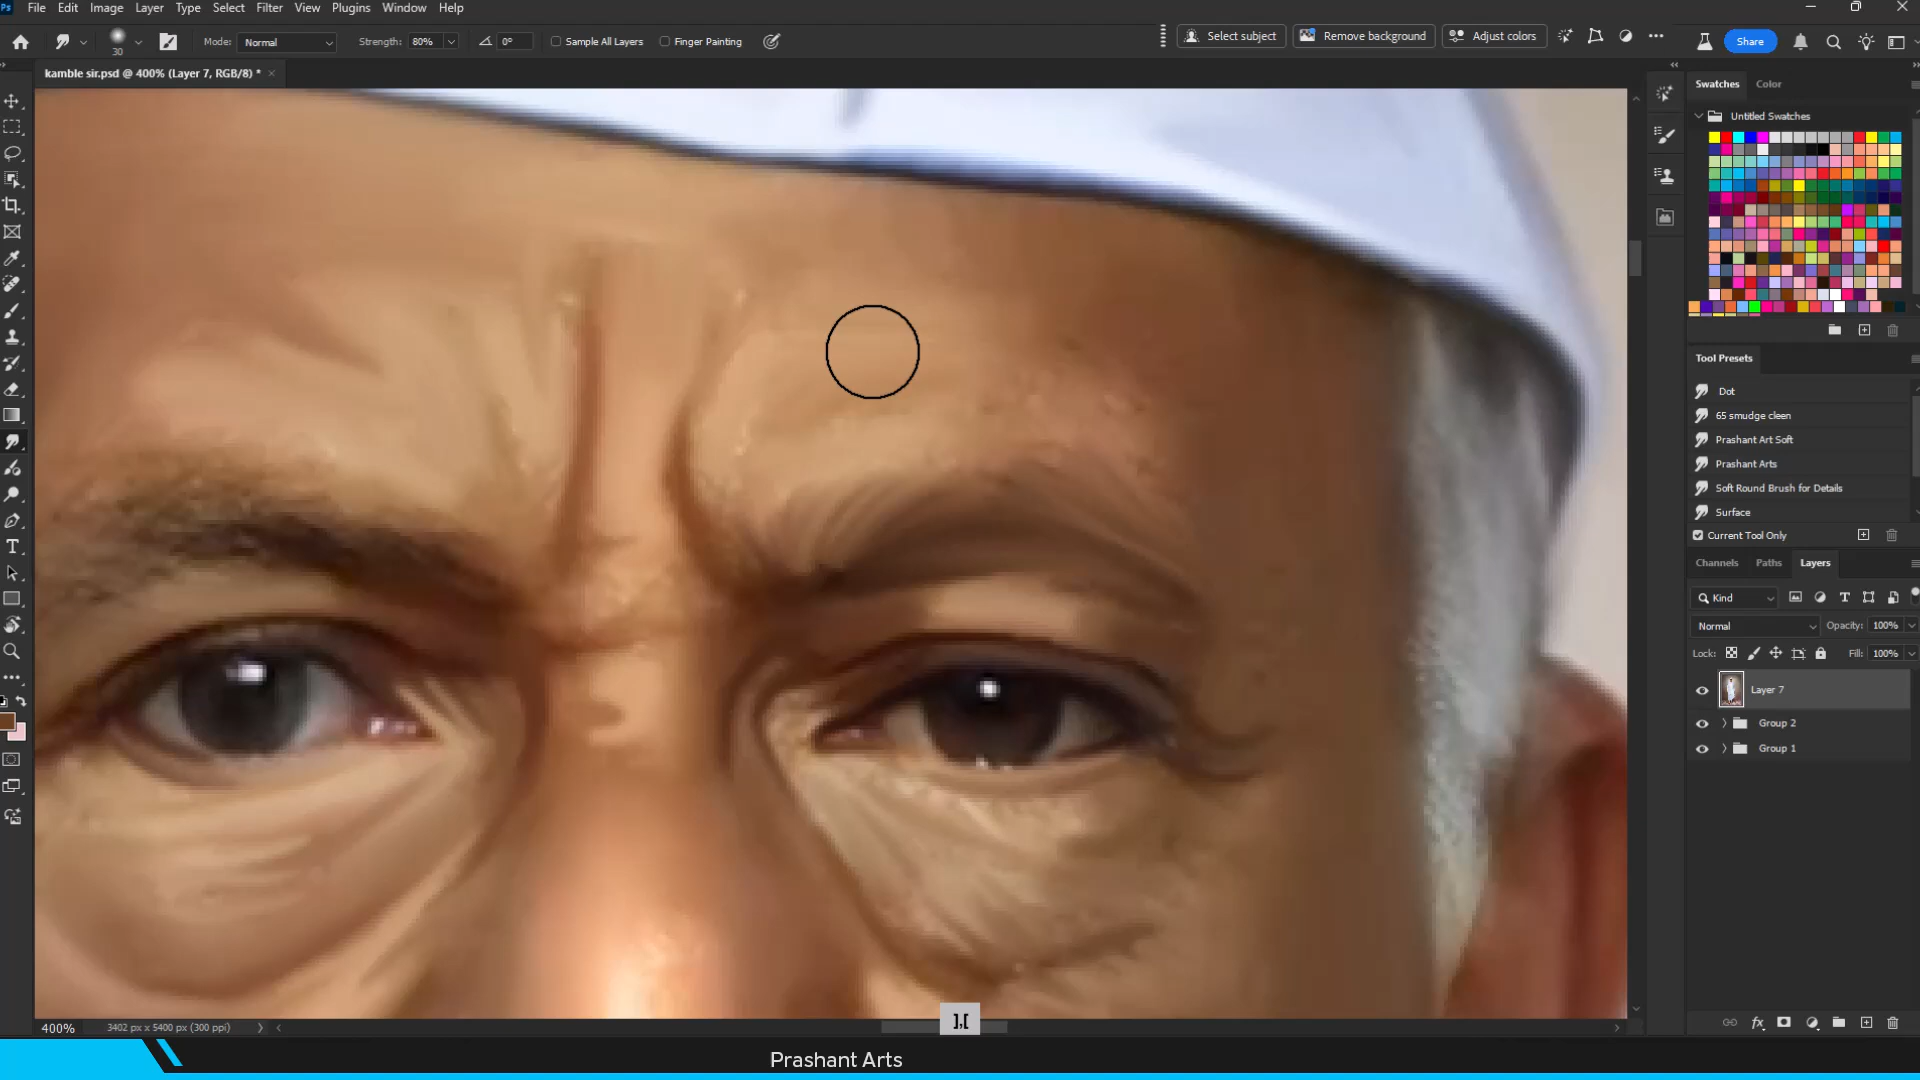 Ps File Edit Image Layer Type Select Filter View Plugins Window Help
30 Mode: Normal Strength: 80% 0° Sample All Layers Finger Painting Select subject Remove background Adjust colors Share
kamble sir.psd @ 400% (Layer 7, RGB/8) *
Swatches Color
Untitled Swatches
Tool Presets
Dot
65 smudge cleen
Prashant Art Soft
Prashant Arts
Soft Round Brush for Details
Surface
Current Tool Only
Channels Paths Layers
Kind
Normal Opacity: 100%
Lock: Fill: 100%
Layer 7
Group 2
Group 1
fx
400% 3402 px x 5400 px (300 ppi)
],[
Prashant Arts